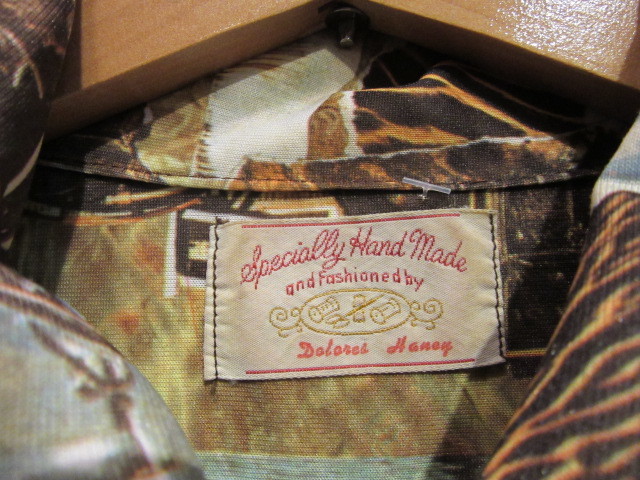 Specially Hand Made
and Fashioned by
Dolores Haney